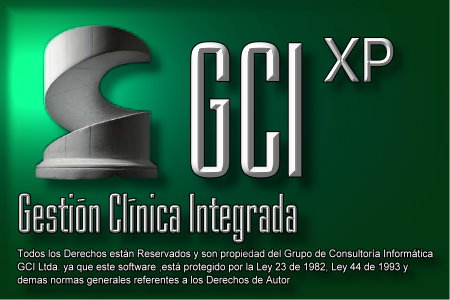 GCI XP
Gestión Clínica Integrada
Todos los Derechos están Reservados y son propiedad del Grupo de Consultoría Informática
GCI Ltda. ya que este software ,está protegido por la Ley 23 de 1982, Ley 44 de 1993 y
demas normas generales referentes a los Derechos de Autor